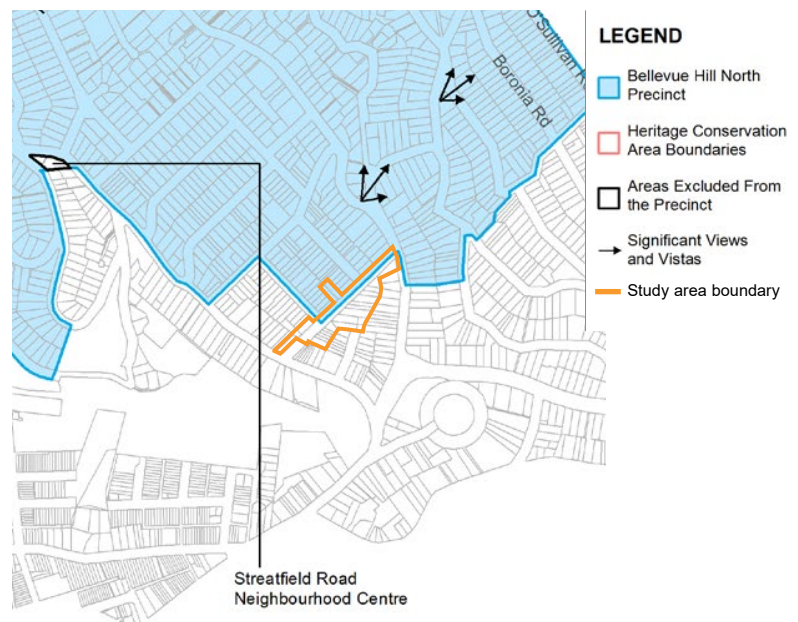 O'Sullivan
Boronia Rd
LEGEND
Bellevue Hill North
Precinct
Heritage Conservation
Area Boundaries
Areas Excluded From
the Precinct
Significant Views
and Vistas
Study area boundary
Streatfield Road
Neighbourhood Centre